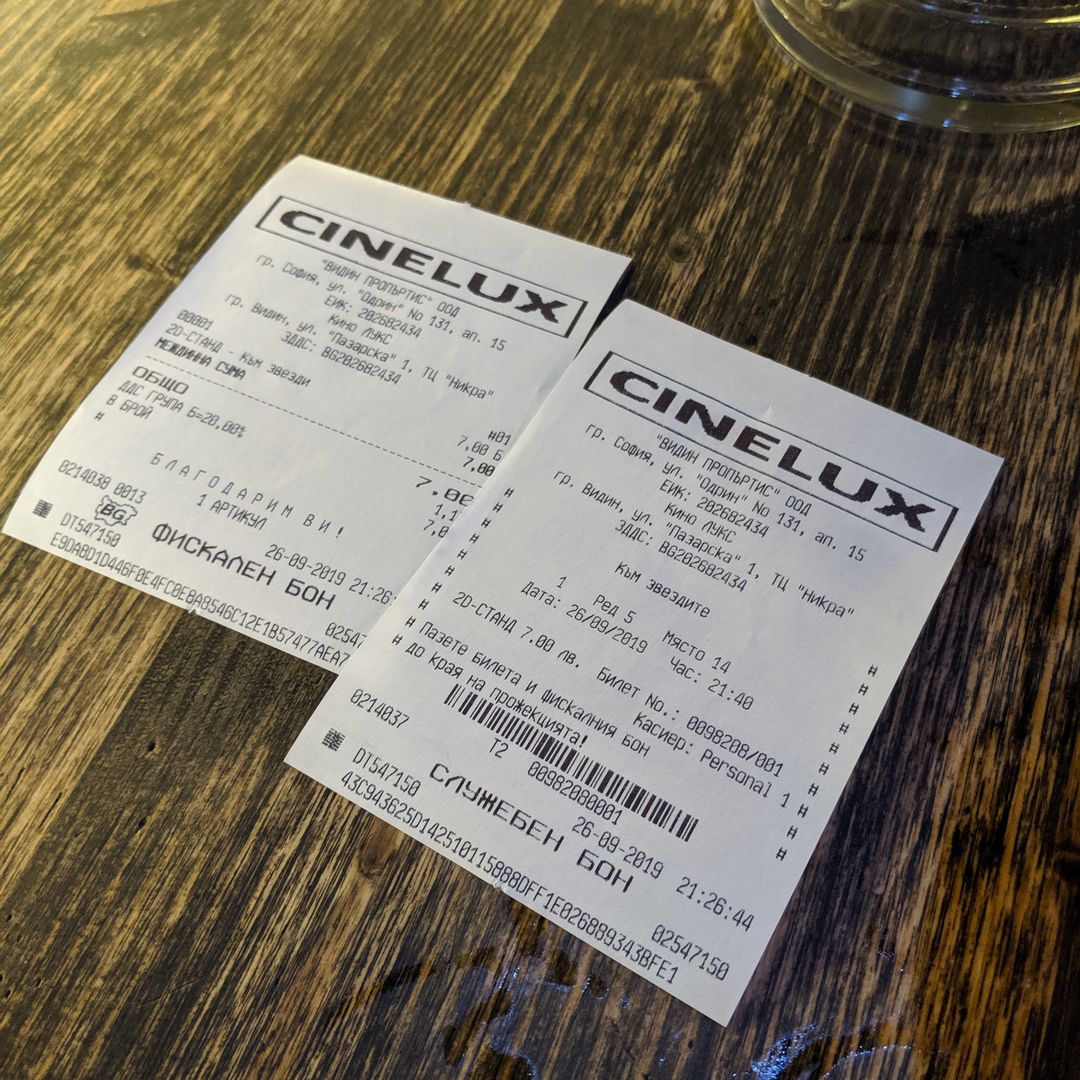 CINELUX
"ВИДИН ПРОПЪРТИС" ООД
гр. София, ул. "Одрин" No 131, ап. 15
ЕИК: 202682434
Кино ЛУКС
гр. Видин, ул. "Пазарска" 1, ТЦ "Никра"
ЗДДС: BG202682434
00001 #01
2D-СТАНД - Към звезди 7,00 Б
МЕЖДИННА СУМА 7,00
ОБЩО 7,00
ДДС ГРУПА Б=20,00% 1,1
В БРОЙ 7,0
#
БЛАГОДАРИМ ВИ!
0214038 0013 1 АРТИКУЛ
26-09-2019 21:26
BG
ФИСКАЛЕН БОН
DT547150 0254
E9DABD1D446F0E4FC0E8A8546C12E1B57477AEA7
CINELUX
"ВИДИН ПРОПЪРТИС" ООД
гр. София, ул. "Одрин" No 131, ап. 15
ЕИК: 202682434
Кино ЛУКС
гр. Видин, ул. "Пазарска" 1, ТЦ "Никра"
ЗДДС: BG202682434
#
# Към звездите #
# 1 Ред 5 Място 14 #
# Дата: 26/09/2019 Час: 21:40 #
# 2D-СТАНД 7.00 лв. Билет No.: 0098208/001 #
# Касиер: Personal 1 #
# Пазете билета и фискалния бон #
# до края на прожекцията! #
T2 00982080001
0214037 26-09-2019 21:26:44
СЛУЖЕБЕН БОН
DT547150 02547150
43C943625D14251011588​8DFF1E026B89343BFE1